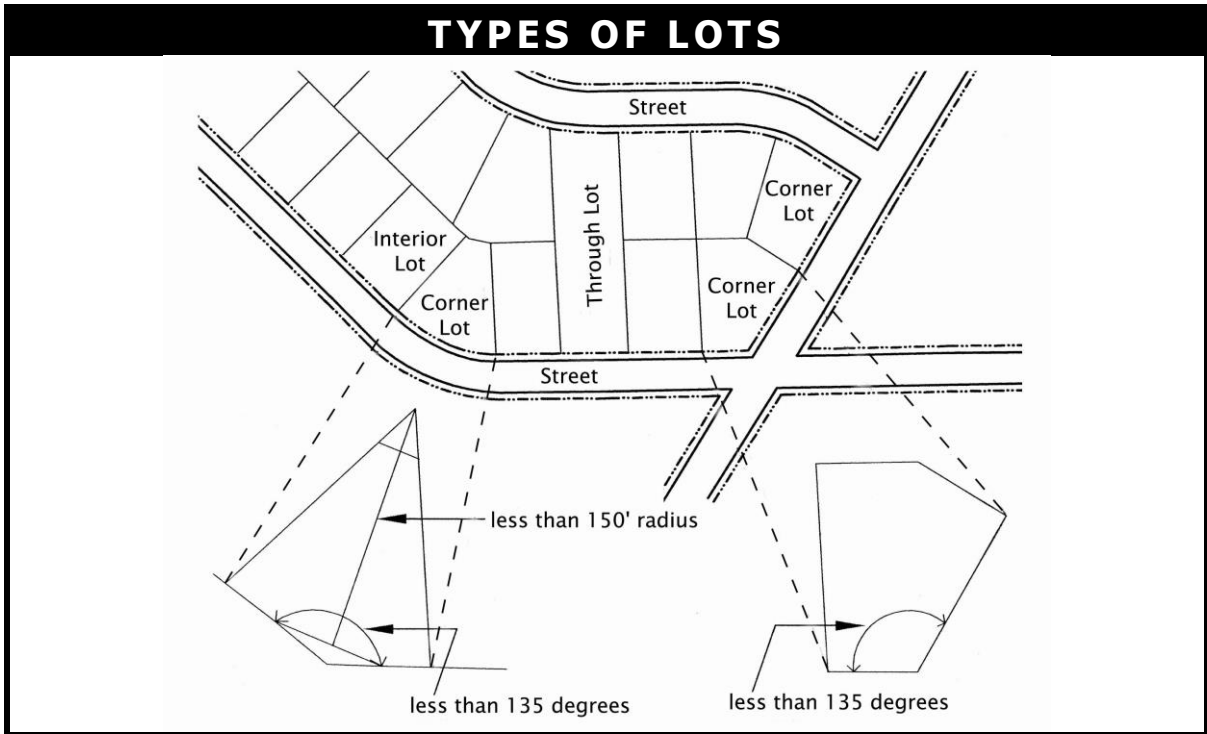 TYPES OF LOTS
Street
Corner
Lot
Through Lot
Interior
Lot
Corner
Lot
Corner
Lot
Street
less than 150' radius
less than 135 degrees
less than 135 degrees